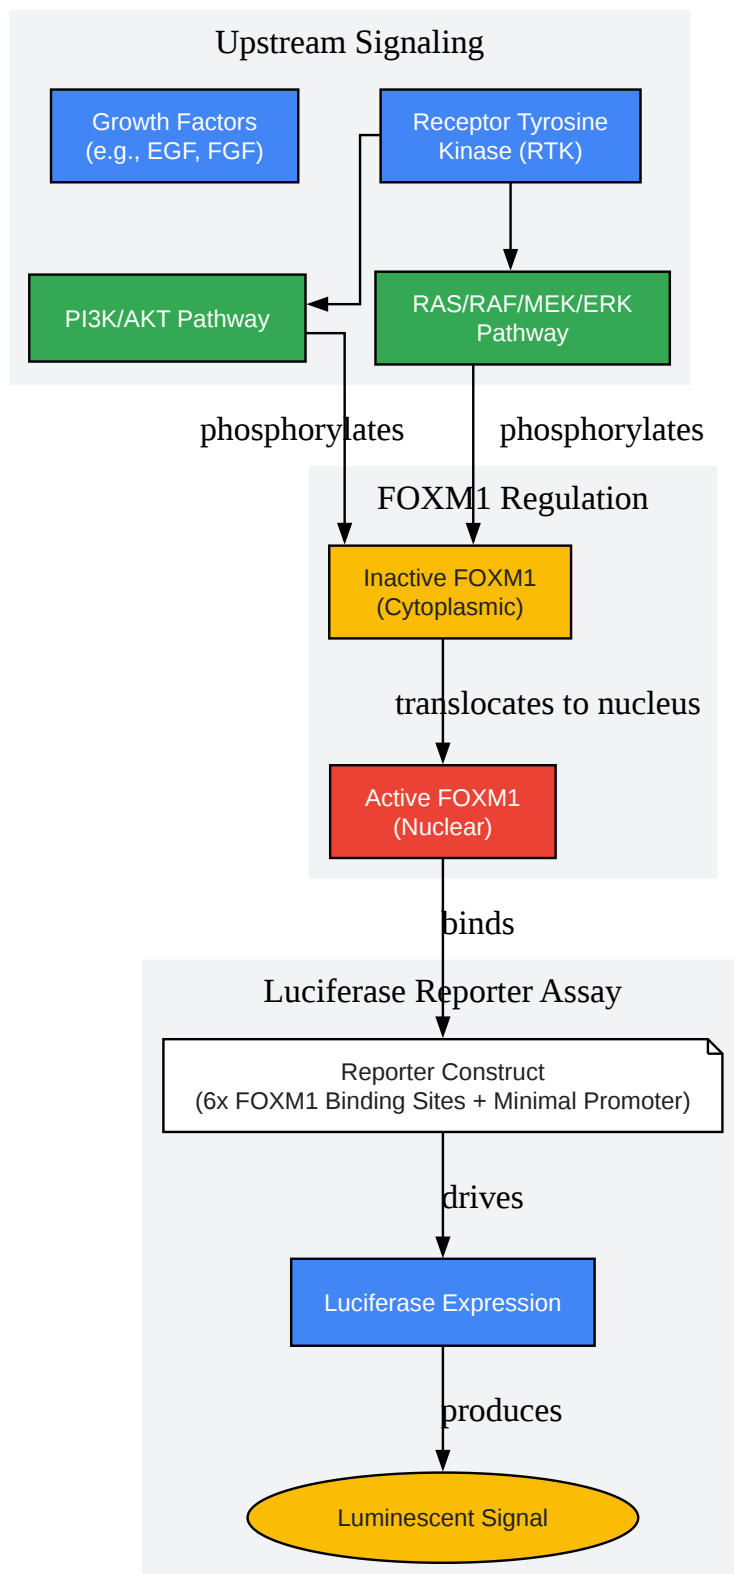 Upstream Signaling
Growth Factors
(e.g., EGF, FGF)
Receptor Tyrosine
Kinase (RTK)
PI3K/AKT Pathway
RAS/RAF/MEK/ERK
Pathway
phosphorylates
phosphorylates
FOXM1 Regulation
Inactive FOXM1
(Cytoplasmic)
translocates to nucleus
Active FOXM1
(Nuclear)
binds
Luciferase Reporter Assay
Reporter Construct
(6x FOXM1 Binding Sites + Minimal Promoter)
drives
Luciferase Expression
produces
Luminescent Signal